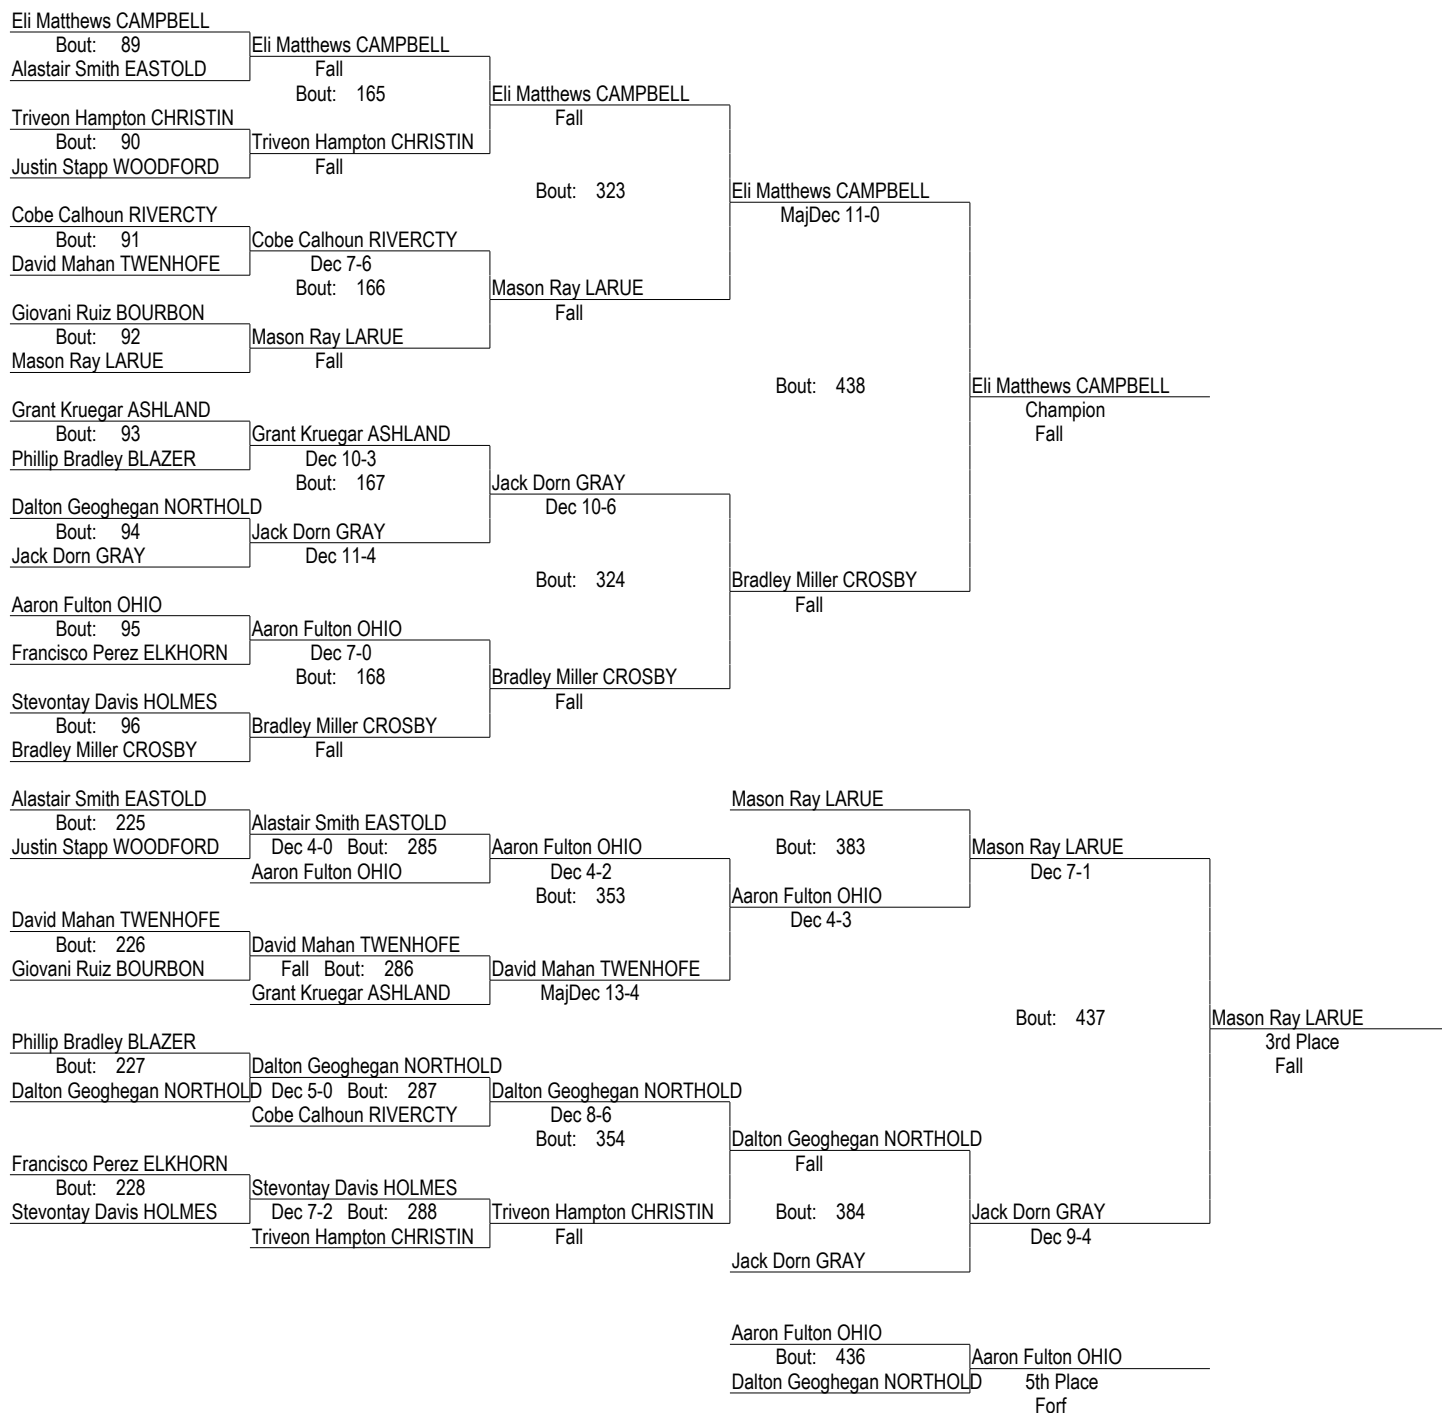 Eli Matthews CAMPBELL
Bout: 89
Eli Matthews CAMPBELL
Alastair Smith EASTOLD
Fall
Bout: 165
Eli Matthews CAMPBELL
Triveon Hampton CHRISTIN
Fall
Bout: 90
Triveon Hampton CHRISTIN
Justin Stapp WOODFORD
Fall
Bout: 323
Eli Matthews CAMPBELL
Cobe Calhoun RIVERCTY
MajDec 11-0
Bout: 91
Cobe Calhoun RIVERCTY
David Mahan TWENHOFE
Dec 7-6
Bout: 166
Mason Ray LARUE
Giovani Ruiz BOURBON
Fall
Bout: 92
Mason Ray LARUE
Mason Ray LARUE
Fall
Bout: 438
Eli Matthews CAMPBELL
Grant Kruegar ASHLAND
Champion
Bout: 93
Grant Kruegar ASHLAND
Fall
Phillip Bradley BLAZER
Dec 10-3
Bout: 167
Jack Dorn GRAY
Dalton Geoghegan NORTHOLD
Dec 10-6
Bout: 94
Jack Dorn GRAY
Jack Dorn GRAY
Dec 11-4
Bout: 324
Bradley Miller CROSBY
Aaron Fulton OHIO
Fall
Bout: 95
Aaron Fulton OHIO
Francisco Perez ELKHORN
Dec 7-0
Bout: 168
Bradley Miller CROSBY
Stevontay Davis HOLMES
Fall
Bout: 96
Bradley Miller CROSBY
Bradley Miller CROSBY
Fall
Alastair Smith EASTOLD
Mason Ray LARUE
Bout: 225
Alastair Smith EASTOLD
Justin Stapp WOODFORD
Dec 4-0 Bout: 285
Aaron Fulton OHIO
Bout: 383
Mason Ray LARUE
Aaron Fulton OHIO
Dec 4-2
Dec 7-1
Bout: 353
Aaron Fulton OHIO
David Mahan TWENHOFE
Dec 4-3
Bout: 226
David Mahan TWENHOFE
Giovani Ruiz BOURBON
Fall Bout: 286
David Mahan TWENHOFE
Grant Kruegar ASHLAND
MajDec 13-4
Bout: 437
Mason Ray LARUE
Phillip Bradley BLAZER
3rd Place
Bout: 227
Dalton Geoghegan NORTHOLD
Fall
Dalton Geoghegan NORTHOLD
Dec 5-0 Bout: 287
Dalton Geoghegan NORTHOLD
Cobe Calhoun RIVERCTY
Dec 8-6
Bout: 354
Dalton Geoghegan NORTHOLD
Francisco Perez ELKHORN
Fall
Bout: 228
Stevontay Davis HOLMES
Stevontay Davis HOLMES
Dec 7-2 Bout: 288
Triveon Hampton CHRISTIN
Bout: 384
Jack Dorn GRAY
Triveon Hampton CHRISTIN
Fall
Dec 9-4
Jack Dorn GRAY
Aaron Fulton OHIO
Bout: 436
Aaron Fulton OHIO
Dalton Geoghegan NORTHOLD
5th Place
Forf